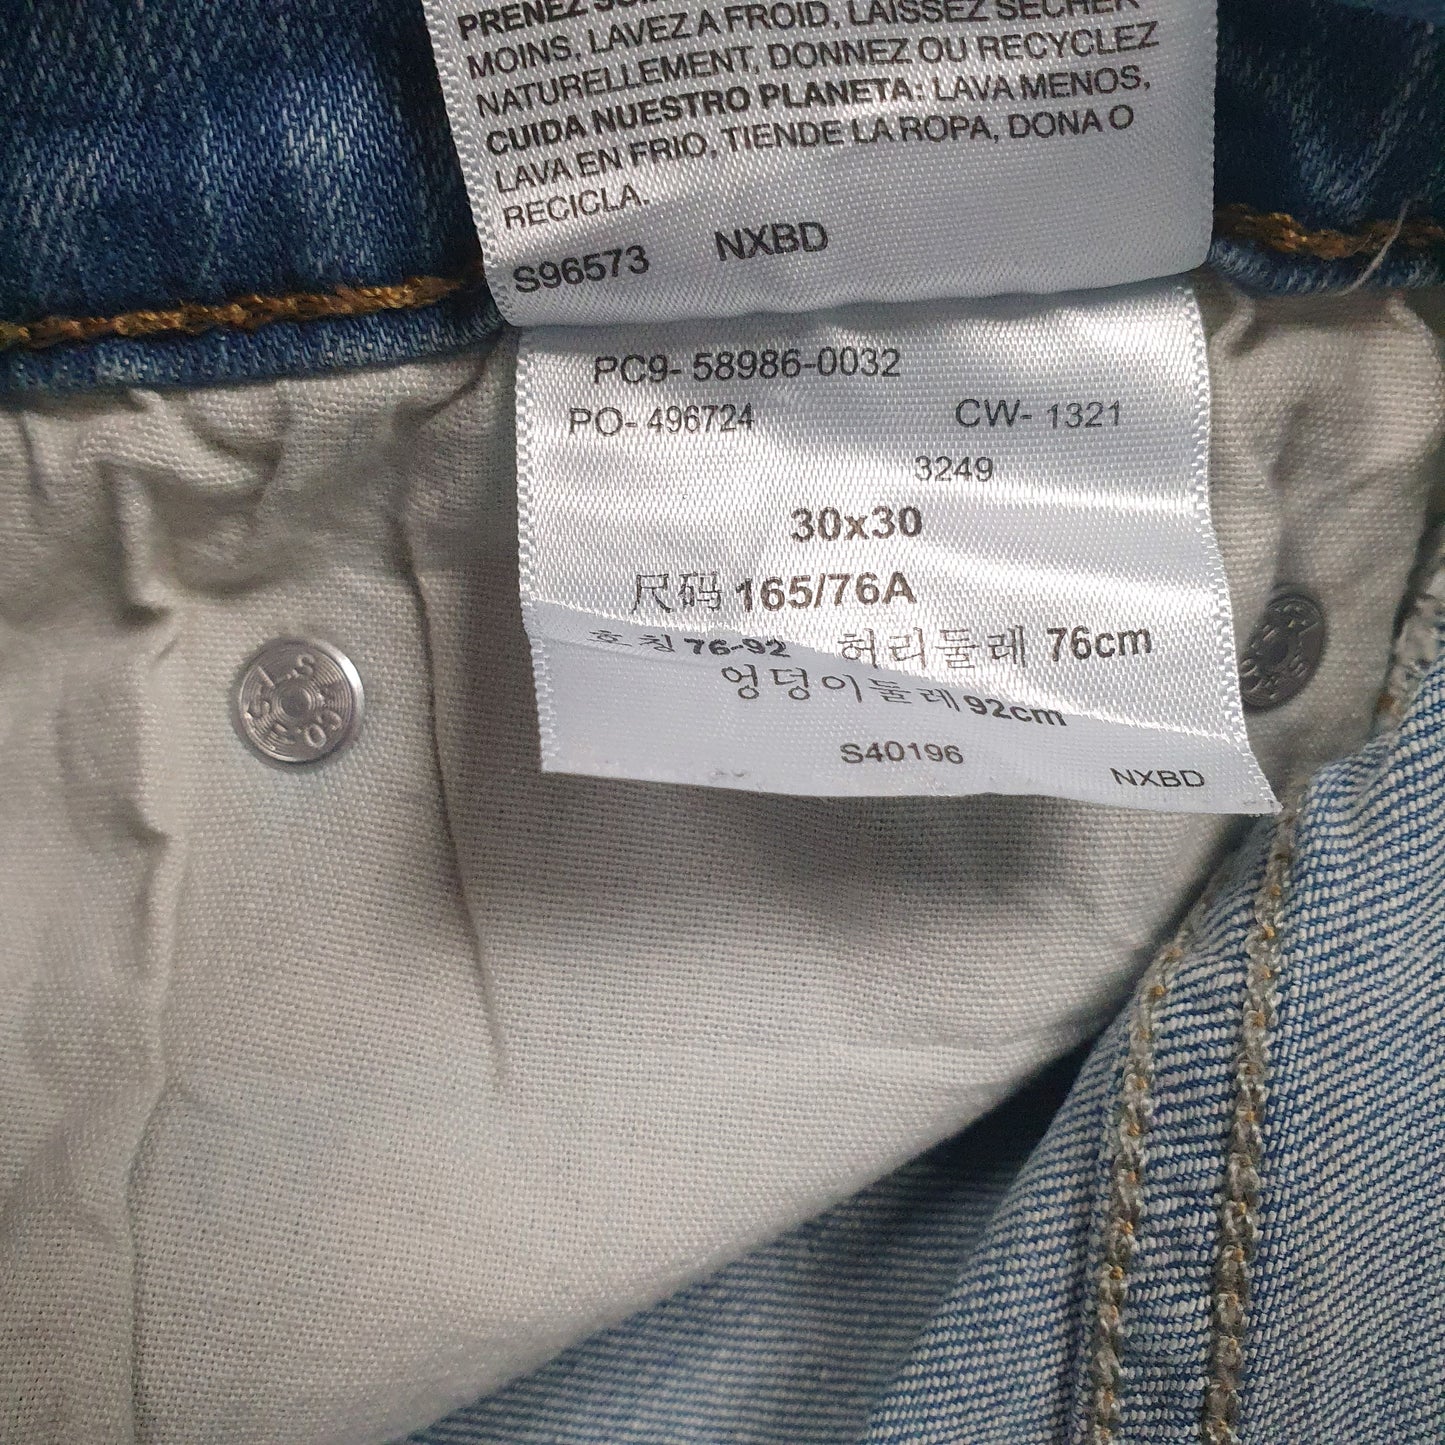 PRENEZ
MOINS, LAVEZ A FROID, LAISSEZ SÉCHER
NATURELLEMENT, DONNEZ OU RECYCLEZ
CUIDA NUESTRO PLANETA: LAVA MENOS,
LAVA EN FRIO, TIENDE LA ROPA, DONA O
RECICLA.
S96573 NXBD
PC9- 58986-0032
PO- 496724 CW- 1321
3249
30x30
尺码 165/76A
호칭 76-92 허리둘레 76cm
엉덩이둘레 92cm
S40196
NXBD